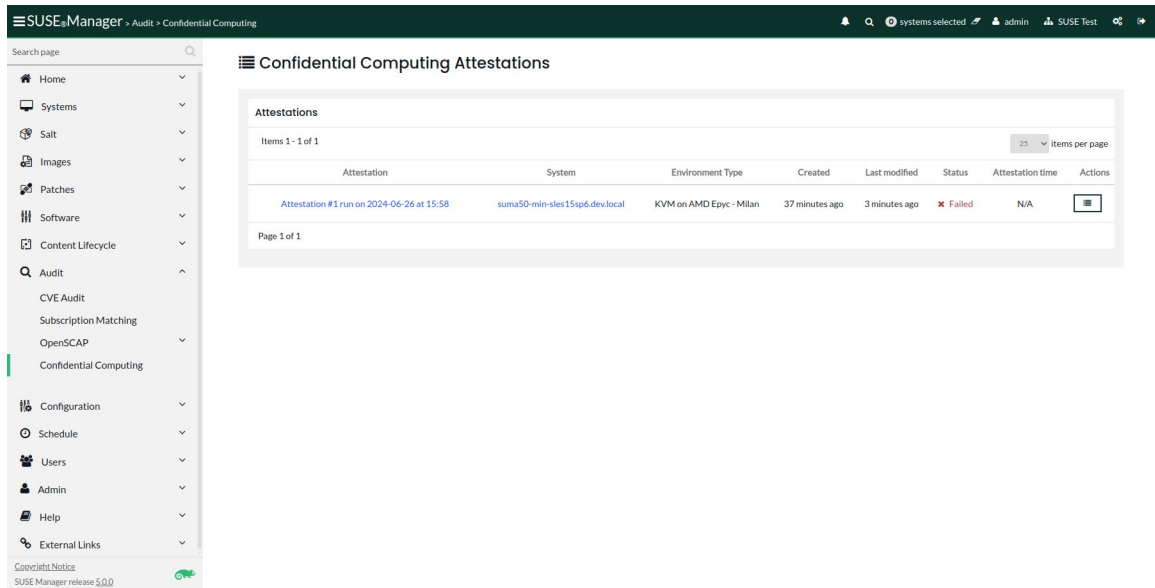 SUSE®Manager > Audit > Confidential Computing
0 systems selected admin SUSE Test
Search page
Home
Systems
Salt
Images
Patches
Software
Content Lifecycle
Audit
CVE Audit
Subscription Matching
OpenSCAP
Confidential Computing
Configuration
Schedule
Users
Admin
Help
External Links
Copyright Notice
SUSE Manager release 5.0.0
Confidential Computing Attestations
Attestations
Items 1 - 1 of 1 25 items per page
Attestation System Environment Type Created Last modified Status Attestation time Actions
Attestation #1 run on 2024-06-26 at 15:58 suma50-min-sles15sp6.dev.local KVM on AMD Epyc - Milan 37 minutes ago 3 minutes ago Failed N/A
Page 1 of 1